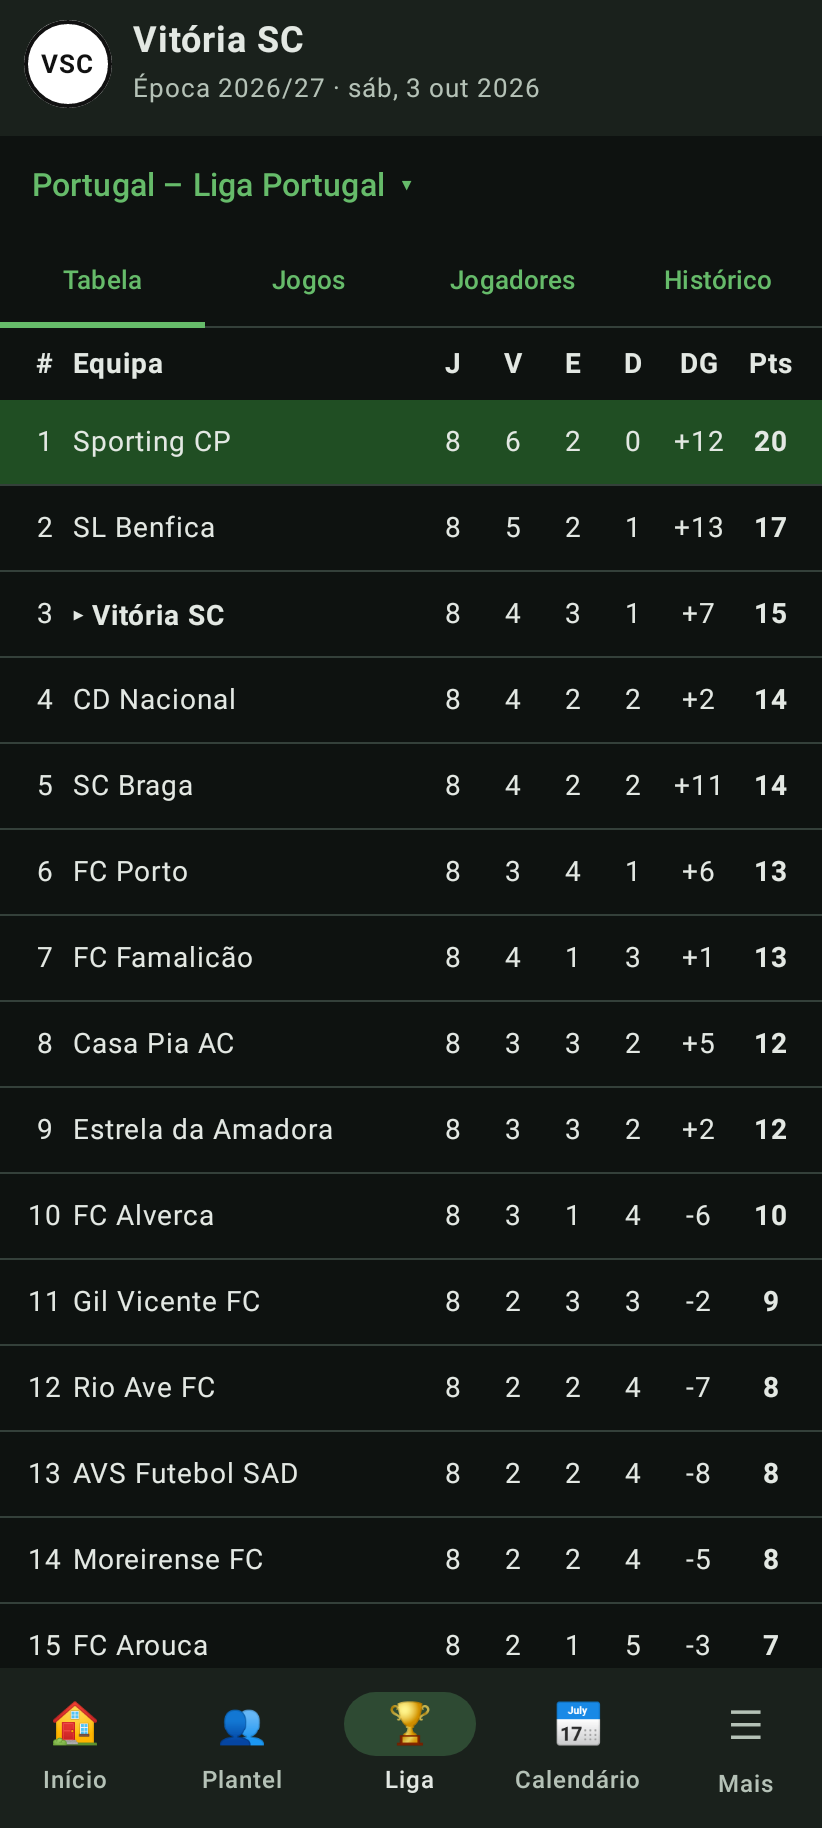 VSC
Vitória SC
Época 2026/27 · sáb, 3 out 2026
Portugal – Liga Portugal ▾
Tabela Jogos Jogadores Histórico
# Equipa J V E D DG Pts
1 Sporting CP 8 6 2 0 +12 20
2 SL Benfica 8 5 2 1 +13 17
3 ▸ Vitória SC 8 4 3 1 +7 15
4 CD Nacional 8 4 2 2 +2 14
5 SC Braga 8 4 2 2 +11 14
6 FC Porto 8 3 4 1 +6 13
7 FC Famalicão 8 4 1 3 +1 13
8 Casa Pia AC 8 3 3 2 +5 12
9 Estrela da Amadora 8 3 3 2 +2 12
10 FC Alverca 8 3 1 4 -6 10
11 Gil Vicente FC 8 2 3 3 -2 9
12 Rio Ave FC 8 2 2 4 -7 8
13 AVS Futebol SAD 8 2 2 4 -8 8
14 Moreirense FC 8 2 2 4 -5 8
15 FC Arouca 8 2 1 5 -3 7
July
17
Início Plantel Liga Calendário Mais